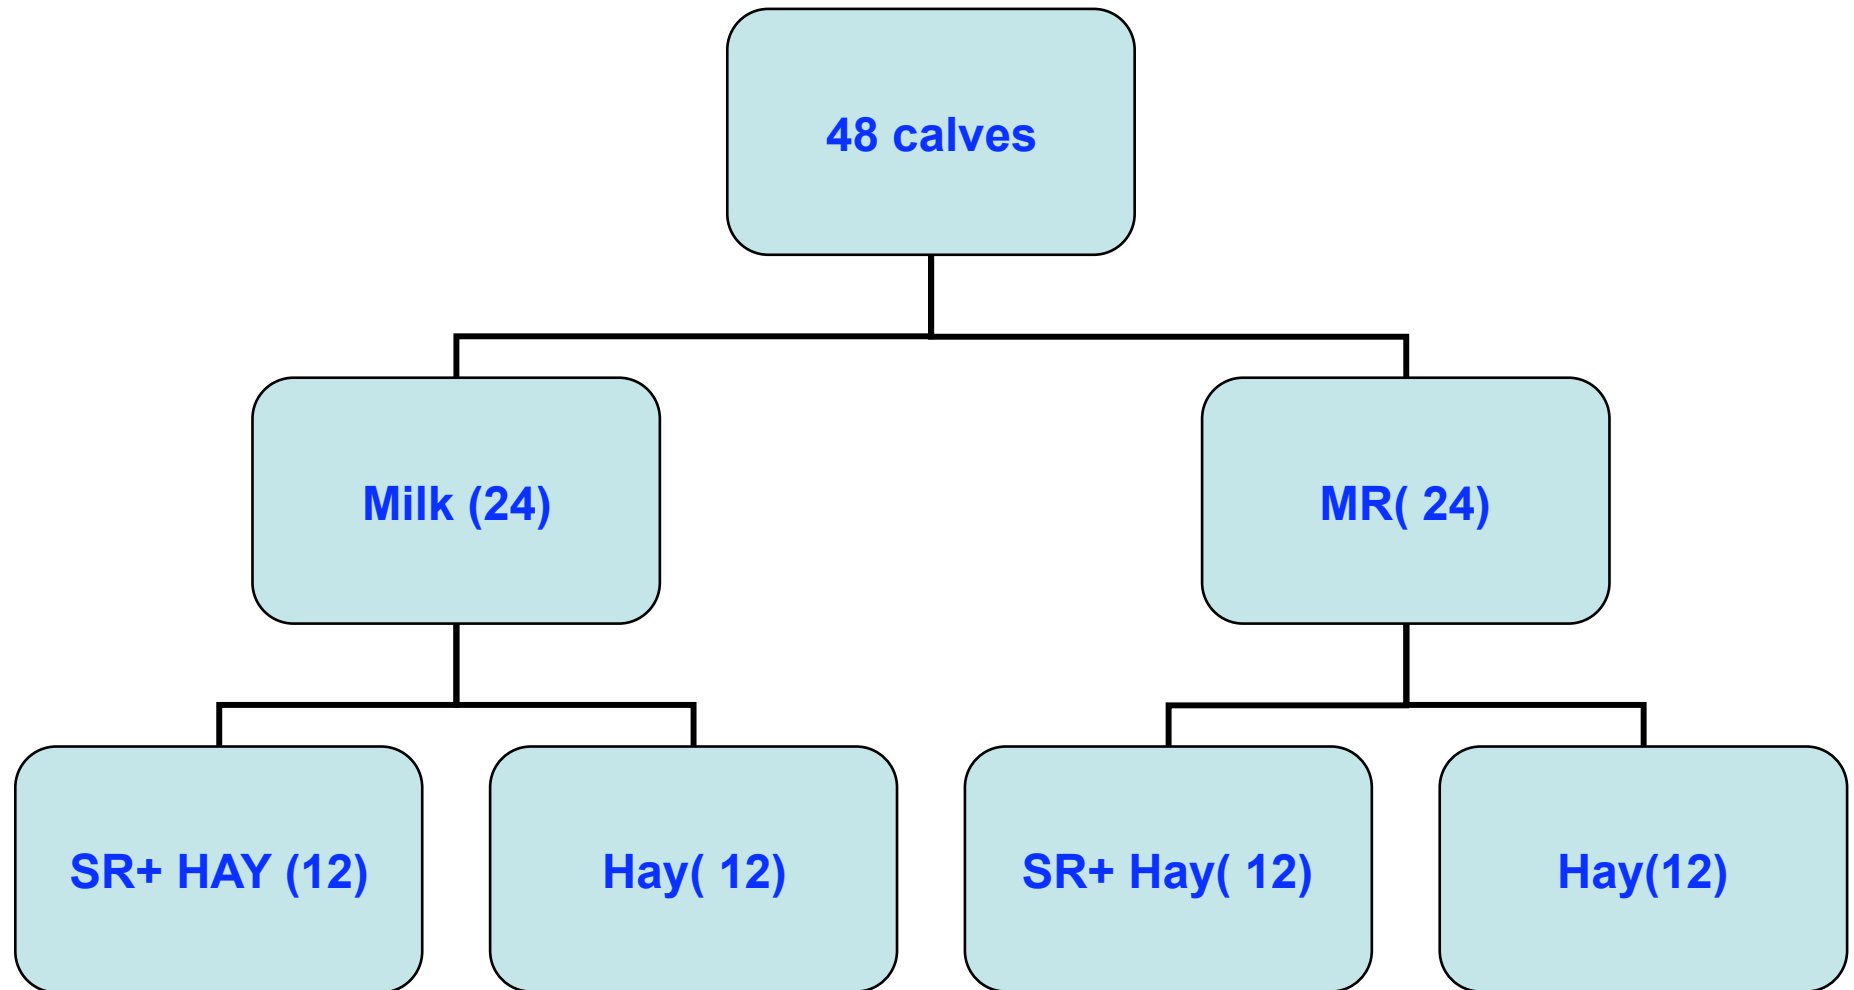 48 calves
Milk (24)
MR( 24)
SR+ HAY (12)
Hay( 12)
SR+ Hay( 12)
Hay(12)